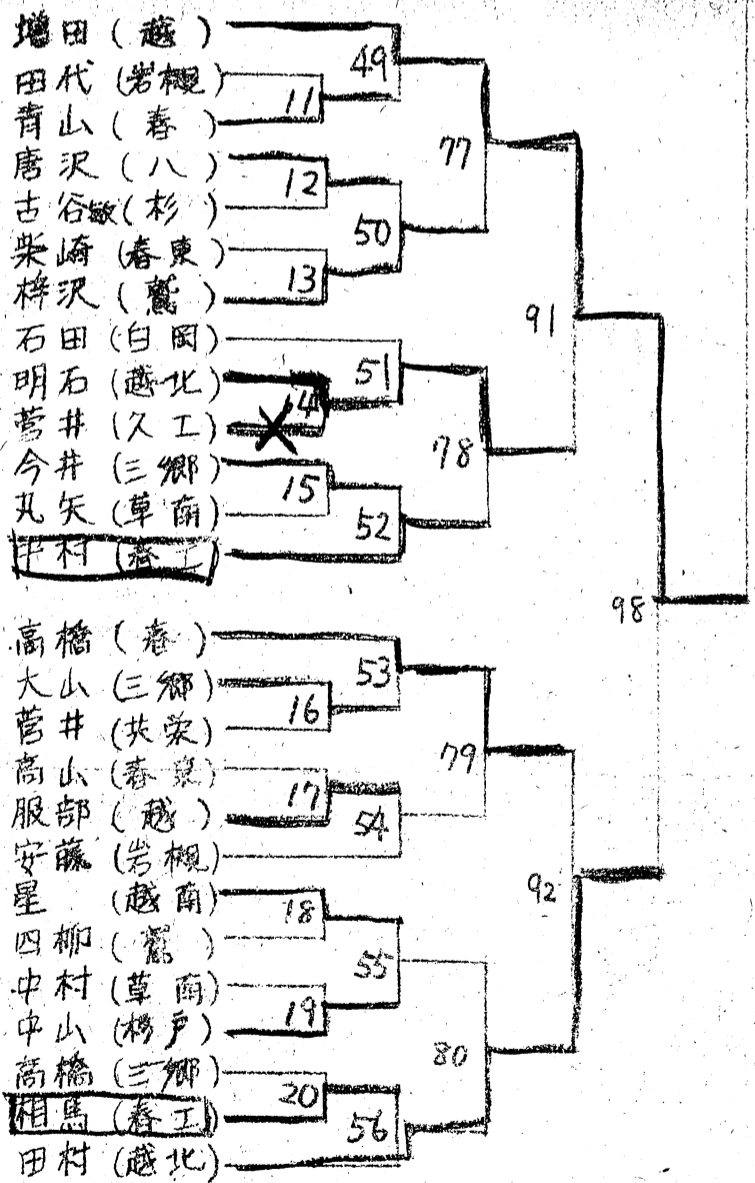 増田 (越)
田代 (岩槻)
青山 (春)
唐沢 (八)
古谷敏 (杉)
柴崎 (春東)
梓沢 (鷲)
石田 (白岡)
明石 (越北)
菅井 (久工)
今井 (三郷)
丸矢 (草南)
中村 (春工)
高橋 (春)
大山 (三郷)
菅井 (共栄)
高山 (春東)
服部 (越)
安藤 (岩槻)
星 (越南)
四柳 (鷲)
中村 (草南)
中山 (杉戸)
高橋 (三郷)
相馬 (春工)
田村 (越北)
11
12
13
14
15
16
17
18
19
20
49
50
51
52
53
54
55
56
77
78
79
80
91
92
98